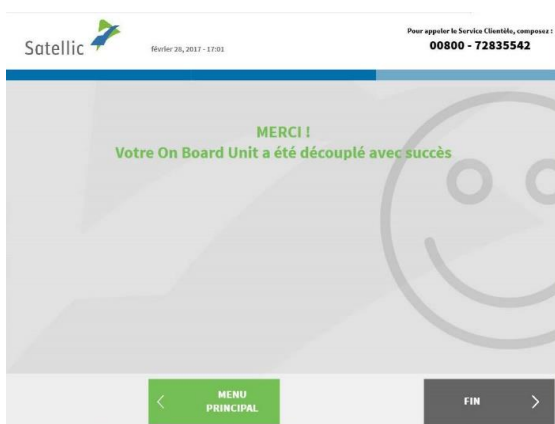 Satellic
février 28, 2017 - 17:01
Pour appeler le Service Clientèle, composez :
00800 - 72835542
MERCI !
Votre On Board Unit a été découplé avec succès
MENU
PRINCIPAL
FIN